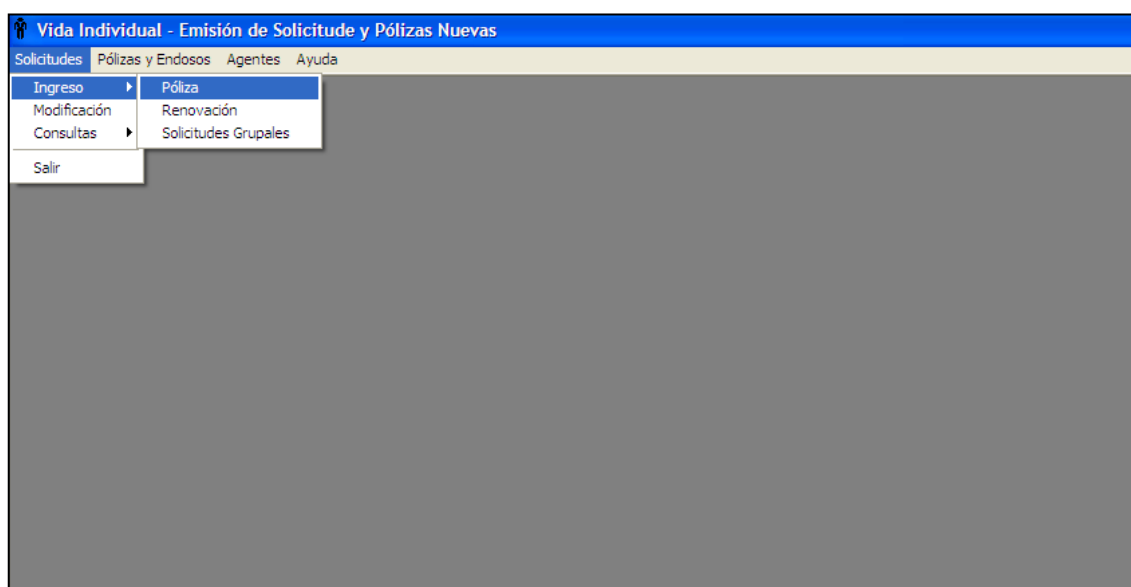 Vida Individual - Emisión de Solicitude y Pólizas Nuevas
Solicitudes Pólizas y Endosos Agentes Ayuda
Ingreso Póliza
Modificación Renovación
Consultas Solicitudes Grupales
Salir